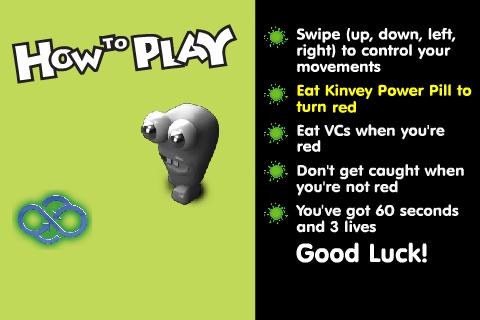 How TO PLAY
Swipe (up, down, left,
right) to control your
movements
Eat Kinvey Power Pill to
turn red
Eat VCs when you're
red
Don't get caught when
you're not red
You've got 60 seconds
and 3 lives
Good Luck!